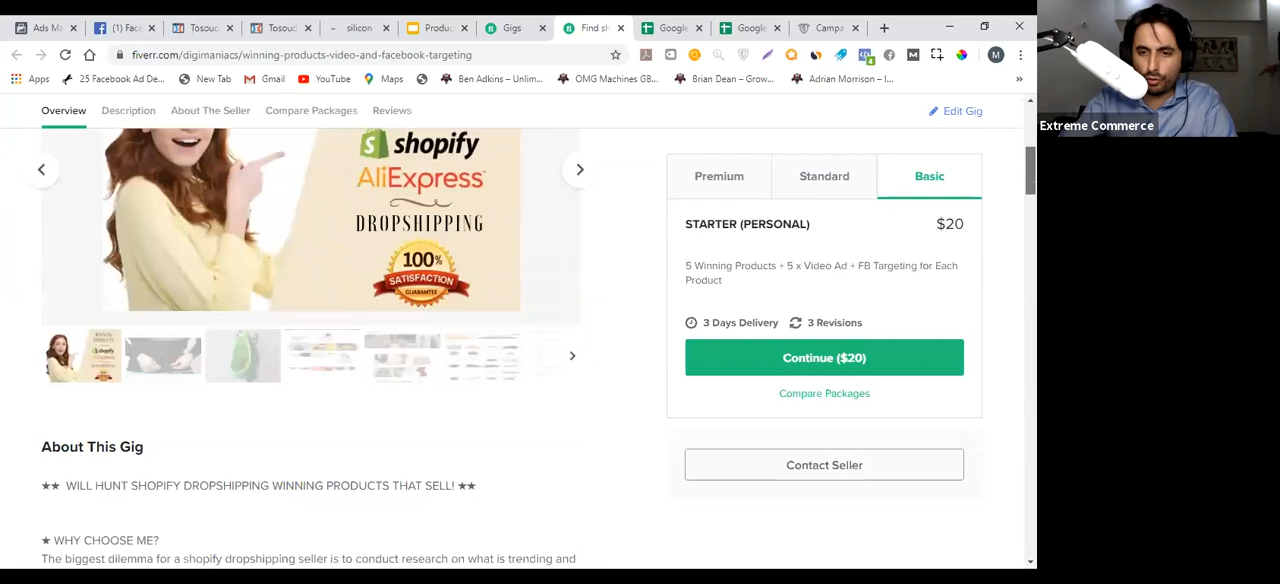 Ads Ma
(1) Fac
Tosou
Tosoud
silicon
Produc
Gigs
Find sh
Google
Google
Campa
fiverr.com/digimaniacs/winning-products-video-and-facebook-targeting
M
Apps
25 Facebook Ad De...
New Tab
Gmail
YouTube
Maps
Ben Adkins – Unlim...
OMG Machines GB...
Brian Dean – Grow...
Adrian Morrison – I...
»
Overview
Description
About The Seller
Compare Packages
Reviews
Edit Gig
Extreme Commerce
shopify
AliExpress
DROPSHIPPING
100%
SATISFACTION
GUARANTEE
Premium
Standard
Basic
STARTER (PERSONAL)
$20
5 Winning Products + 5 x Video Ad + FB Targeting for Each
Product
3 Days Delivery
3 Revisions
Continue ($20)
Compare Packages
Contact Seller
About This Gig
★★ WILL HUNT SHOPIFY DROPSHIPPING WINNING PRODUCTS THAT SELL! ★★
★ WHY CHOOSE ME?
The biggest dilemma for a shopify dropshipping seller is to conduct research on what is trending and